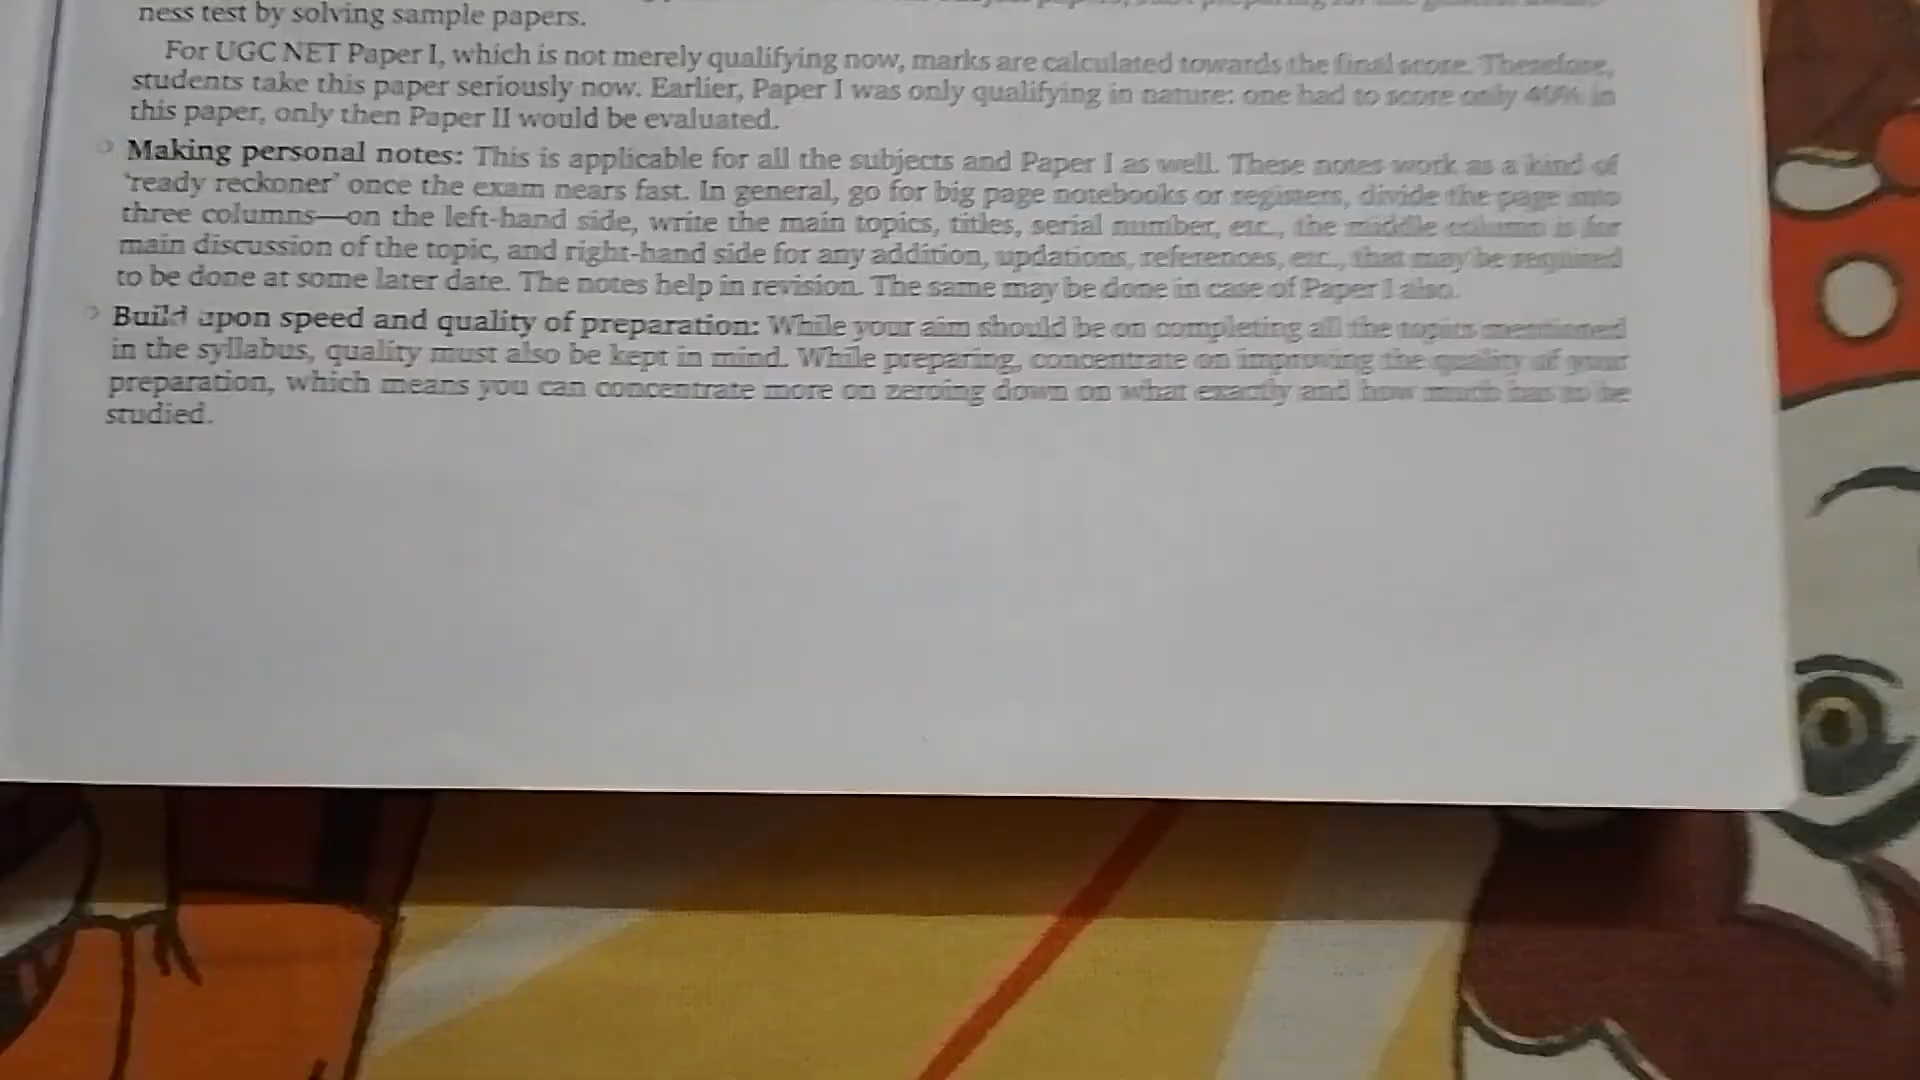 ness test by solving sample papers.
For UGC NET Paper I, which is not merely qualifying now, marks are calculated towards the final score. Therefore,
students take this paper seriously now. Earlier, Paper I was only qualifying in nature: one had to score only 40% in
this paper, only then Paper II would be evaluated.
Making personal notes: This is applicable for all the subjects and Paper I as well. These notes work as a kind of
‘ready reckoner’ once the exam nears fast. In general, go for big page notebooks or registers, divide the page into
three columns—on the left-hand side, write the main topics, titles, serial number, etc., the middle column is for
main discussion of the topic, and right-hand side for any addition, updations, references, etc., that may be required
to be done at some later date. The notes help in revision. The same may be done in case of Paper I also.
Build upon speed and quality of preparation: While your aim should be on completing all the topics mentioned
in the syllabus, quality must also be kept in mind. While preparing, concentrate on improving the quality of your
preparation, which means you can concentrate more on zeroing down on what exactly and how much has to be
studied.